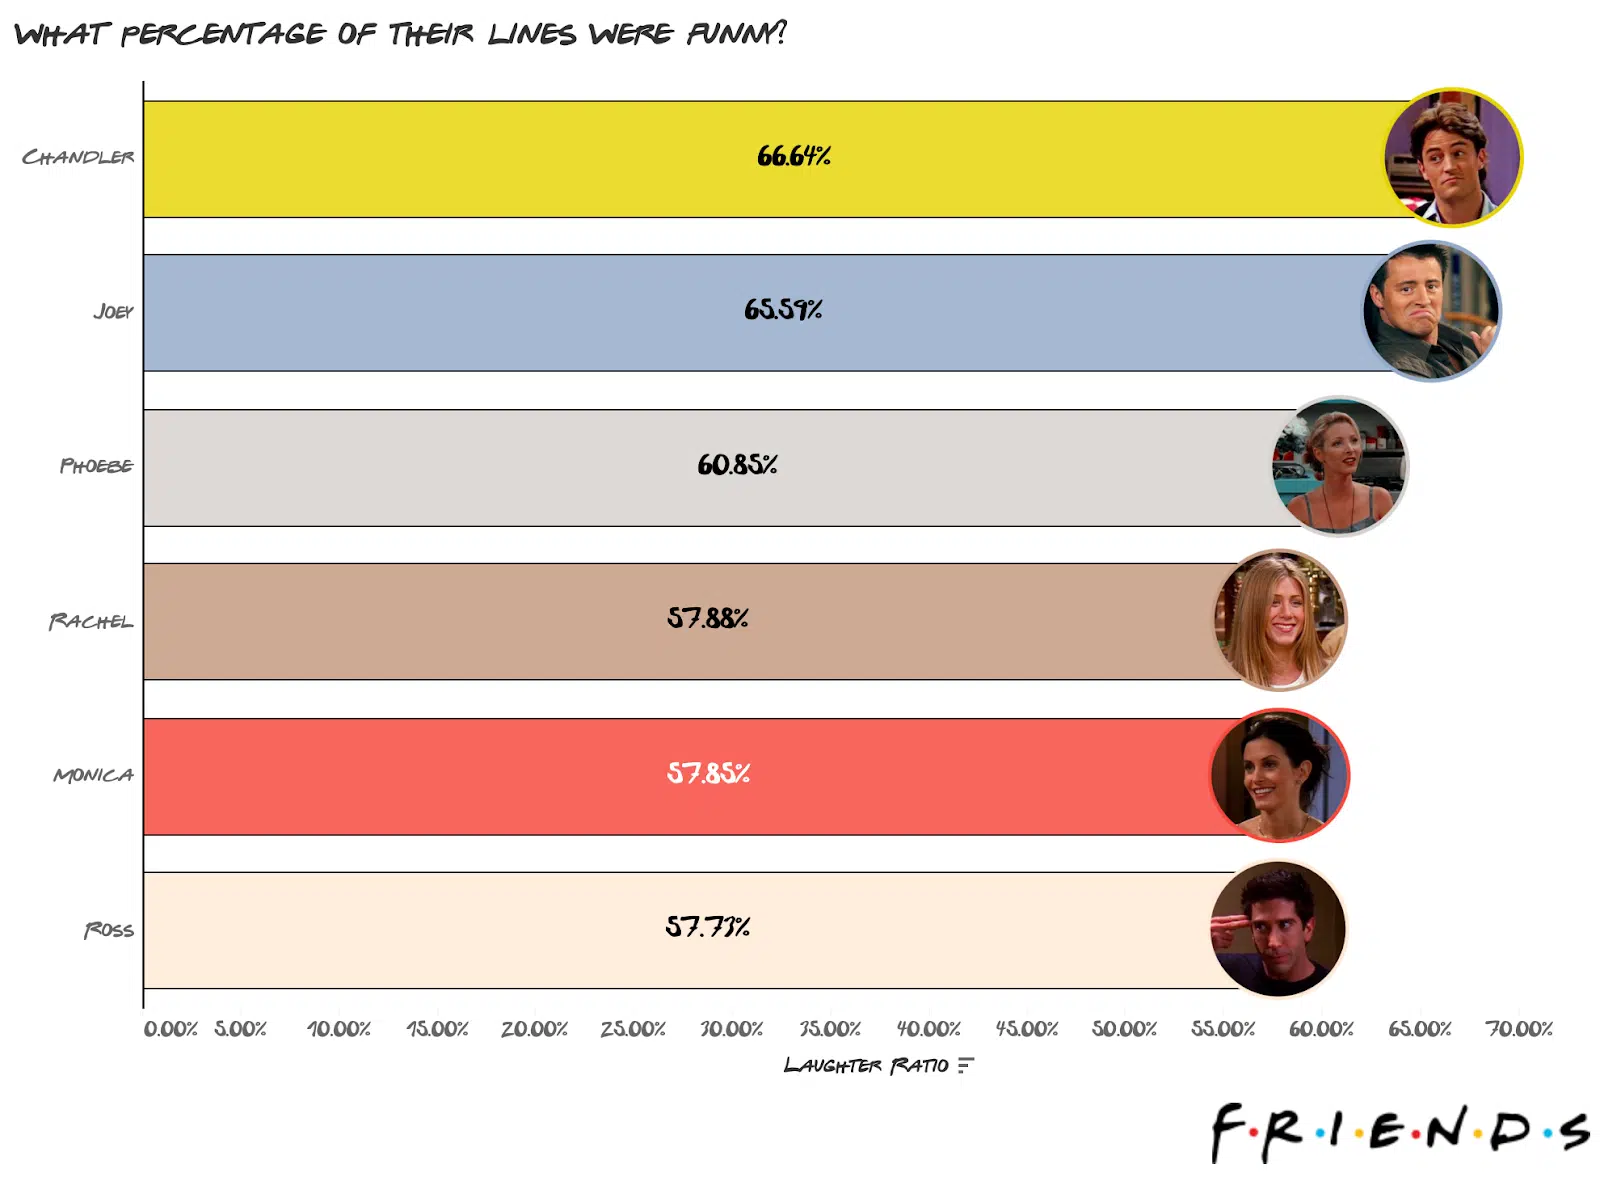 WHAT PERCENTAGE OF THEIR LINES WERE FUNNY?
CHANDLER
66.64%
JOEY
65.59%
PHOEBE
60.85%
RACHEL
57.88%
MONICA
57.85%
ROSS
57.73%
0.00% 5.00% 10.00% 15.00% 20.00% 25.00% 30.00% 35.00% 40.00% 45.00% 50.00% 55.00% 60.00% 65.00% 70.00%
LAUGHTER RATIO
F•R•I•E•N•D•S